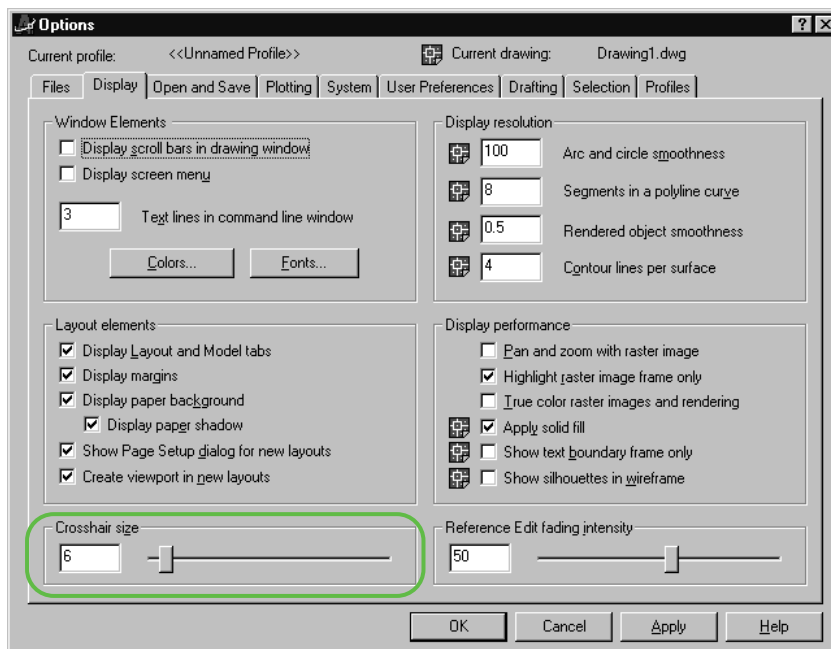 Options
Current profile: <<Unnamed Profile>> Current drawing: Drawing1.dwg
Files Display Open and Save Plotting System User Preferences Drafting Selection Profiles
Window Elements
Display scroll bars in drawing window
Display screen menu
3 Text lines in command line window
Colors... Fonts...
Display resolution
100 Arc and circle smoothness
8 Segments in a polyline curve
0.5 Rendered object smoothness
4 Contour lines per surface
Layout elements
Display Layout and Model tabs
Display margins
Display paper background
Display paper shadow
Show Page Setup dialog for new layouts
Create viewport in new layouts
Display performance
Pan and zoom with raster image
Highlight raster image frame only
True color raster images and rendering
Apply solid fill
Show text boundary frame only
Show silhouettes in wireframe
Crosshair size
6
Reference Edit fading intensity
50
OK Cancel Apply Help